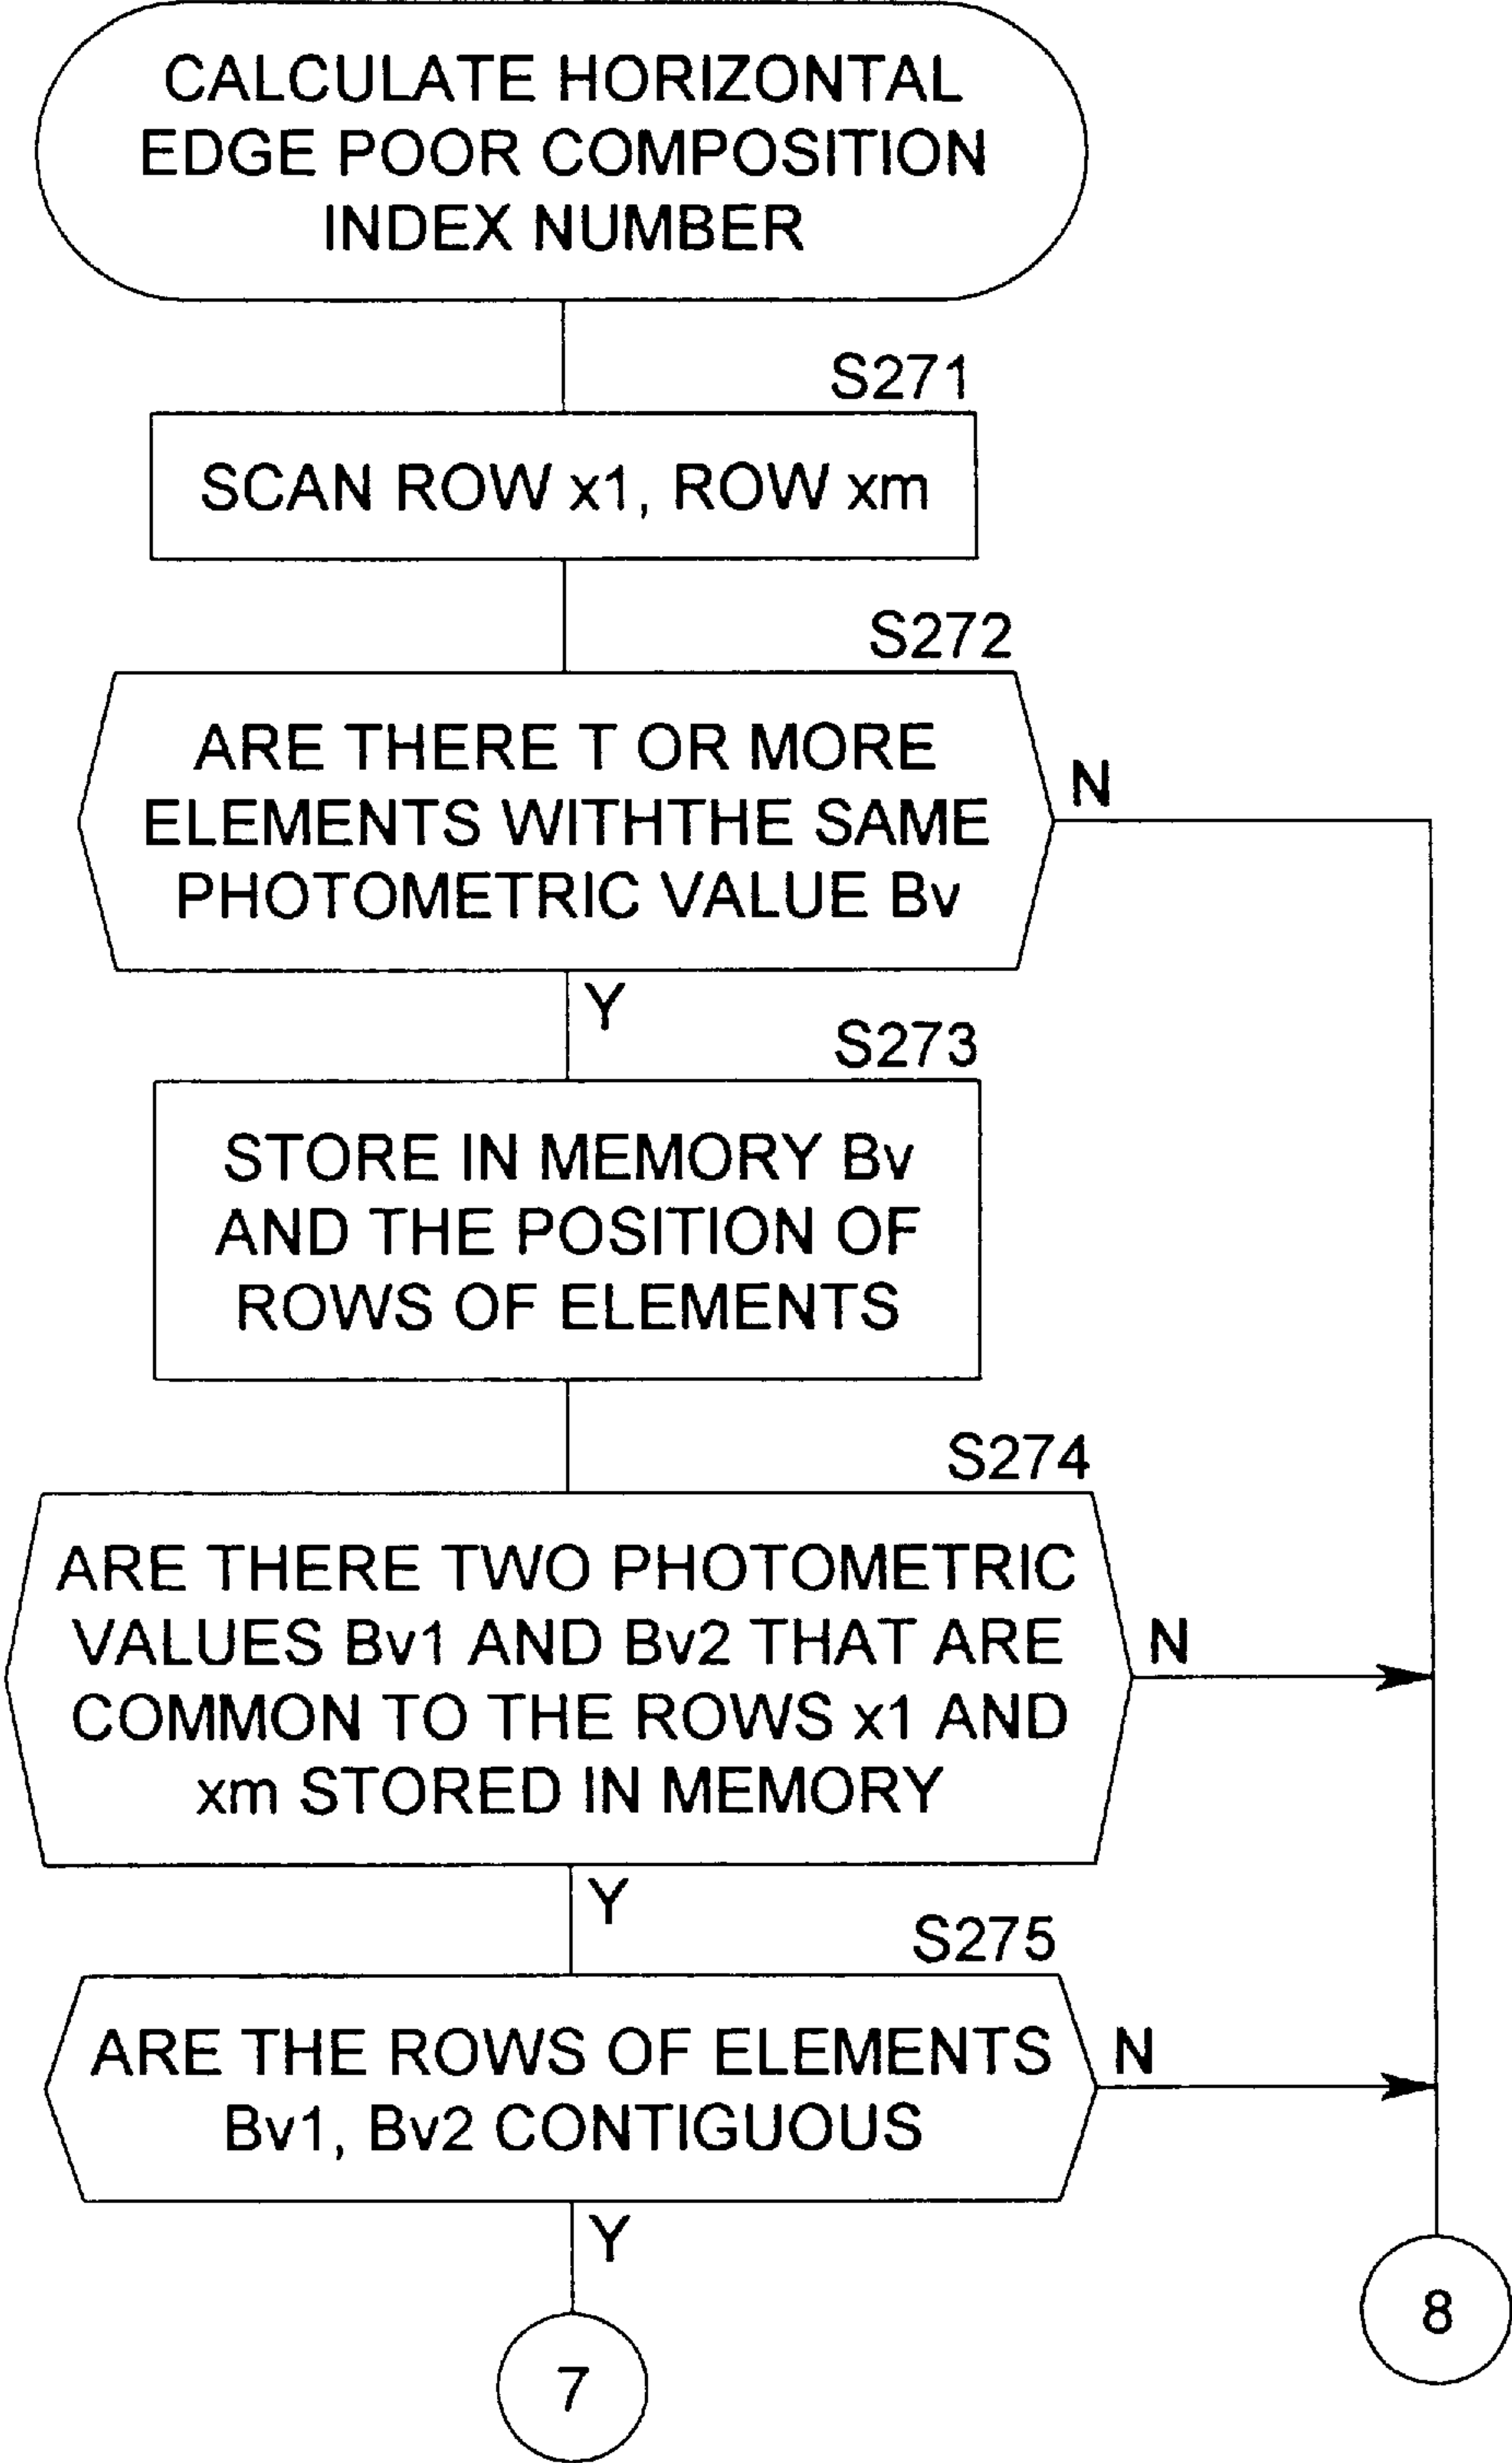 CALCULATE HORIZONTAL
EDGE POOR COMPOSITION
INDEX NUMBER
S271
SCAN ROW x1, ROW xm
S272
ARE THERE T OR MORE
ELEMENTS WITHTHE SAME
PHOTOMETRIC VALUE Bv
N
Y
S273
STORE IN MEMORY Bv
AND THE POSITION OF
ROWS OF ELEMENTS
S274
ARE THERE TWO PHOTOMETRIC
VALUES Bv1 AND Bv2 THAT ARE
COMMON TO THE ROWS x1 AND
xm STORED IN MEMORY
N
Y
S275
ARE THE ROWS OF ELEMENTS
Bv1, Bv2 CONTIGUOUS
N
Y
7
8